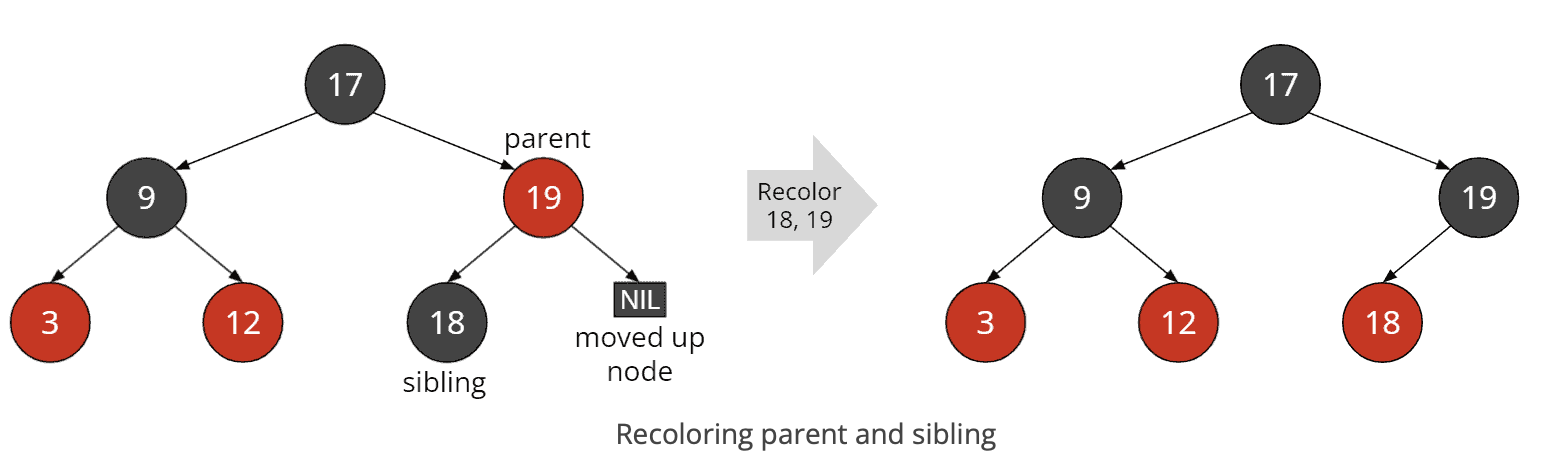 17
17
parent
9
19
Recolor
18, 19
9
19
3
12
18
NIL
3
12
18
moved up
node
sibling
Recoloring parent and sibling